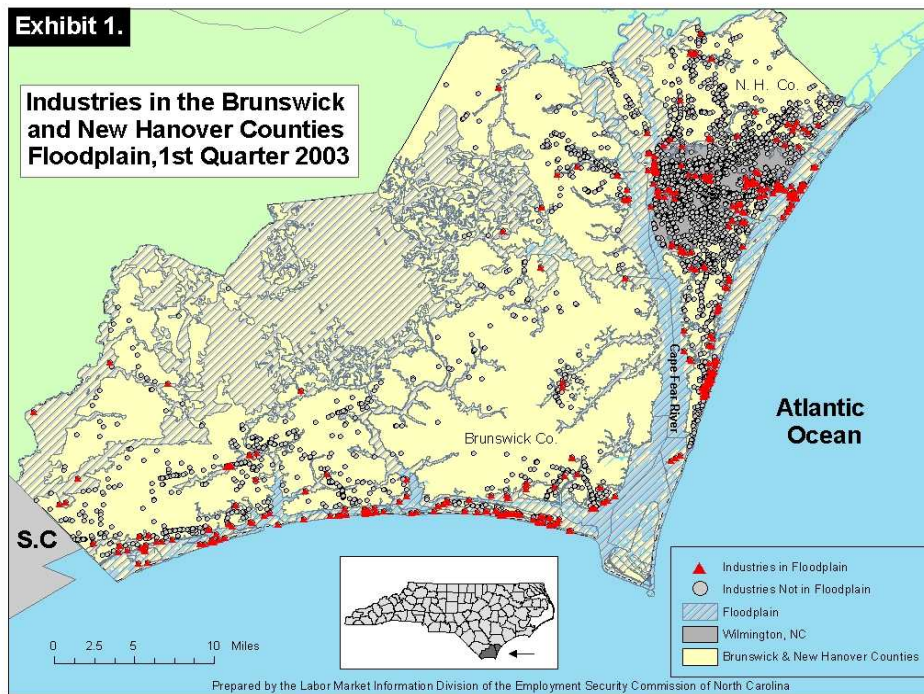 Exhibit 1.
Industries in the Brunswick
and New Hanover Counties
Floodplain,1st Quarter 2003
N. H. Co.
Cape Fear River
Atlantic
Ocean
Brunswick Co.
S.C
Industries in Floodplain
Industries Not in Floodplain
Floodplain
Wilmington, NC
Brunswick & New Hanover Counties
0 2.5 5 10 Miles
Prepared by the Labor Market Information Division of the Employment Security Commission of North Carolina